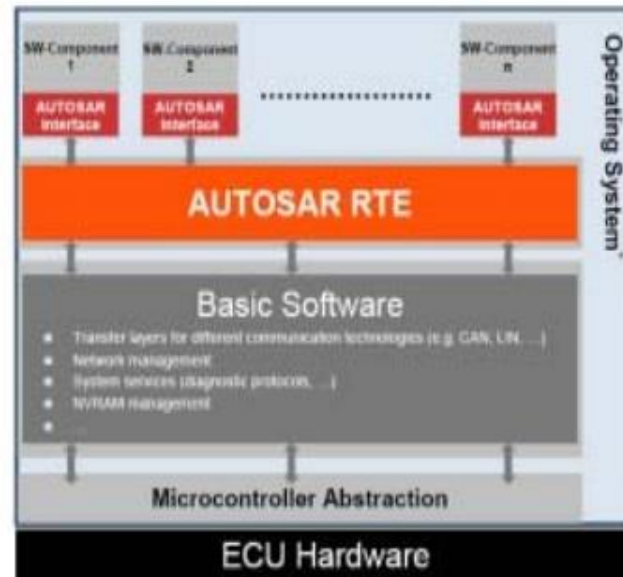 SW-Component
1
SW-Component
2
SW-Component
n
AUTOSAR
Interface
AUTOSAR
Interface
AUTOSAR
Interface
Operating System
AUTOSAR RTE
Basic Software
Transfer layers for different communication technologies (e.g. CAN, LIN, ...)
Network management
System services (diagnostic protocols, ...)
NVRAM management
...
Microcontroller Abstraction
ECU Hardware